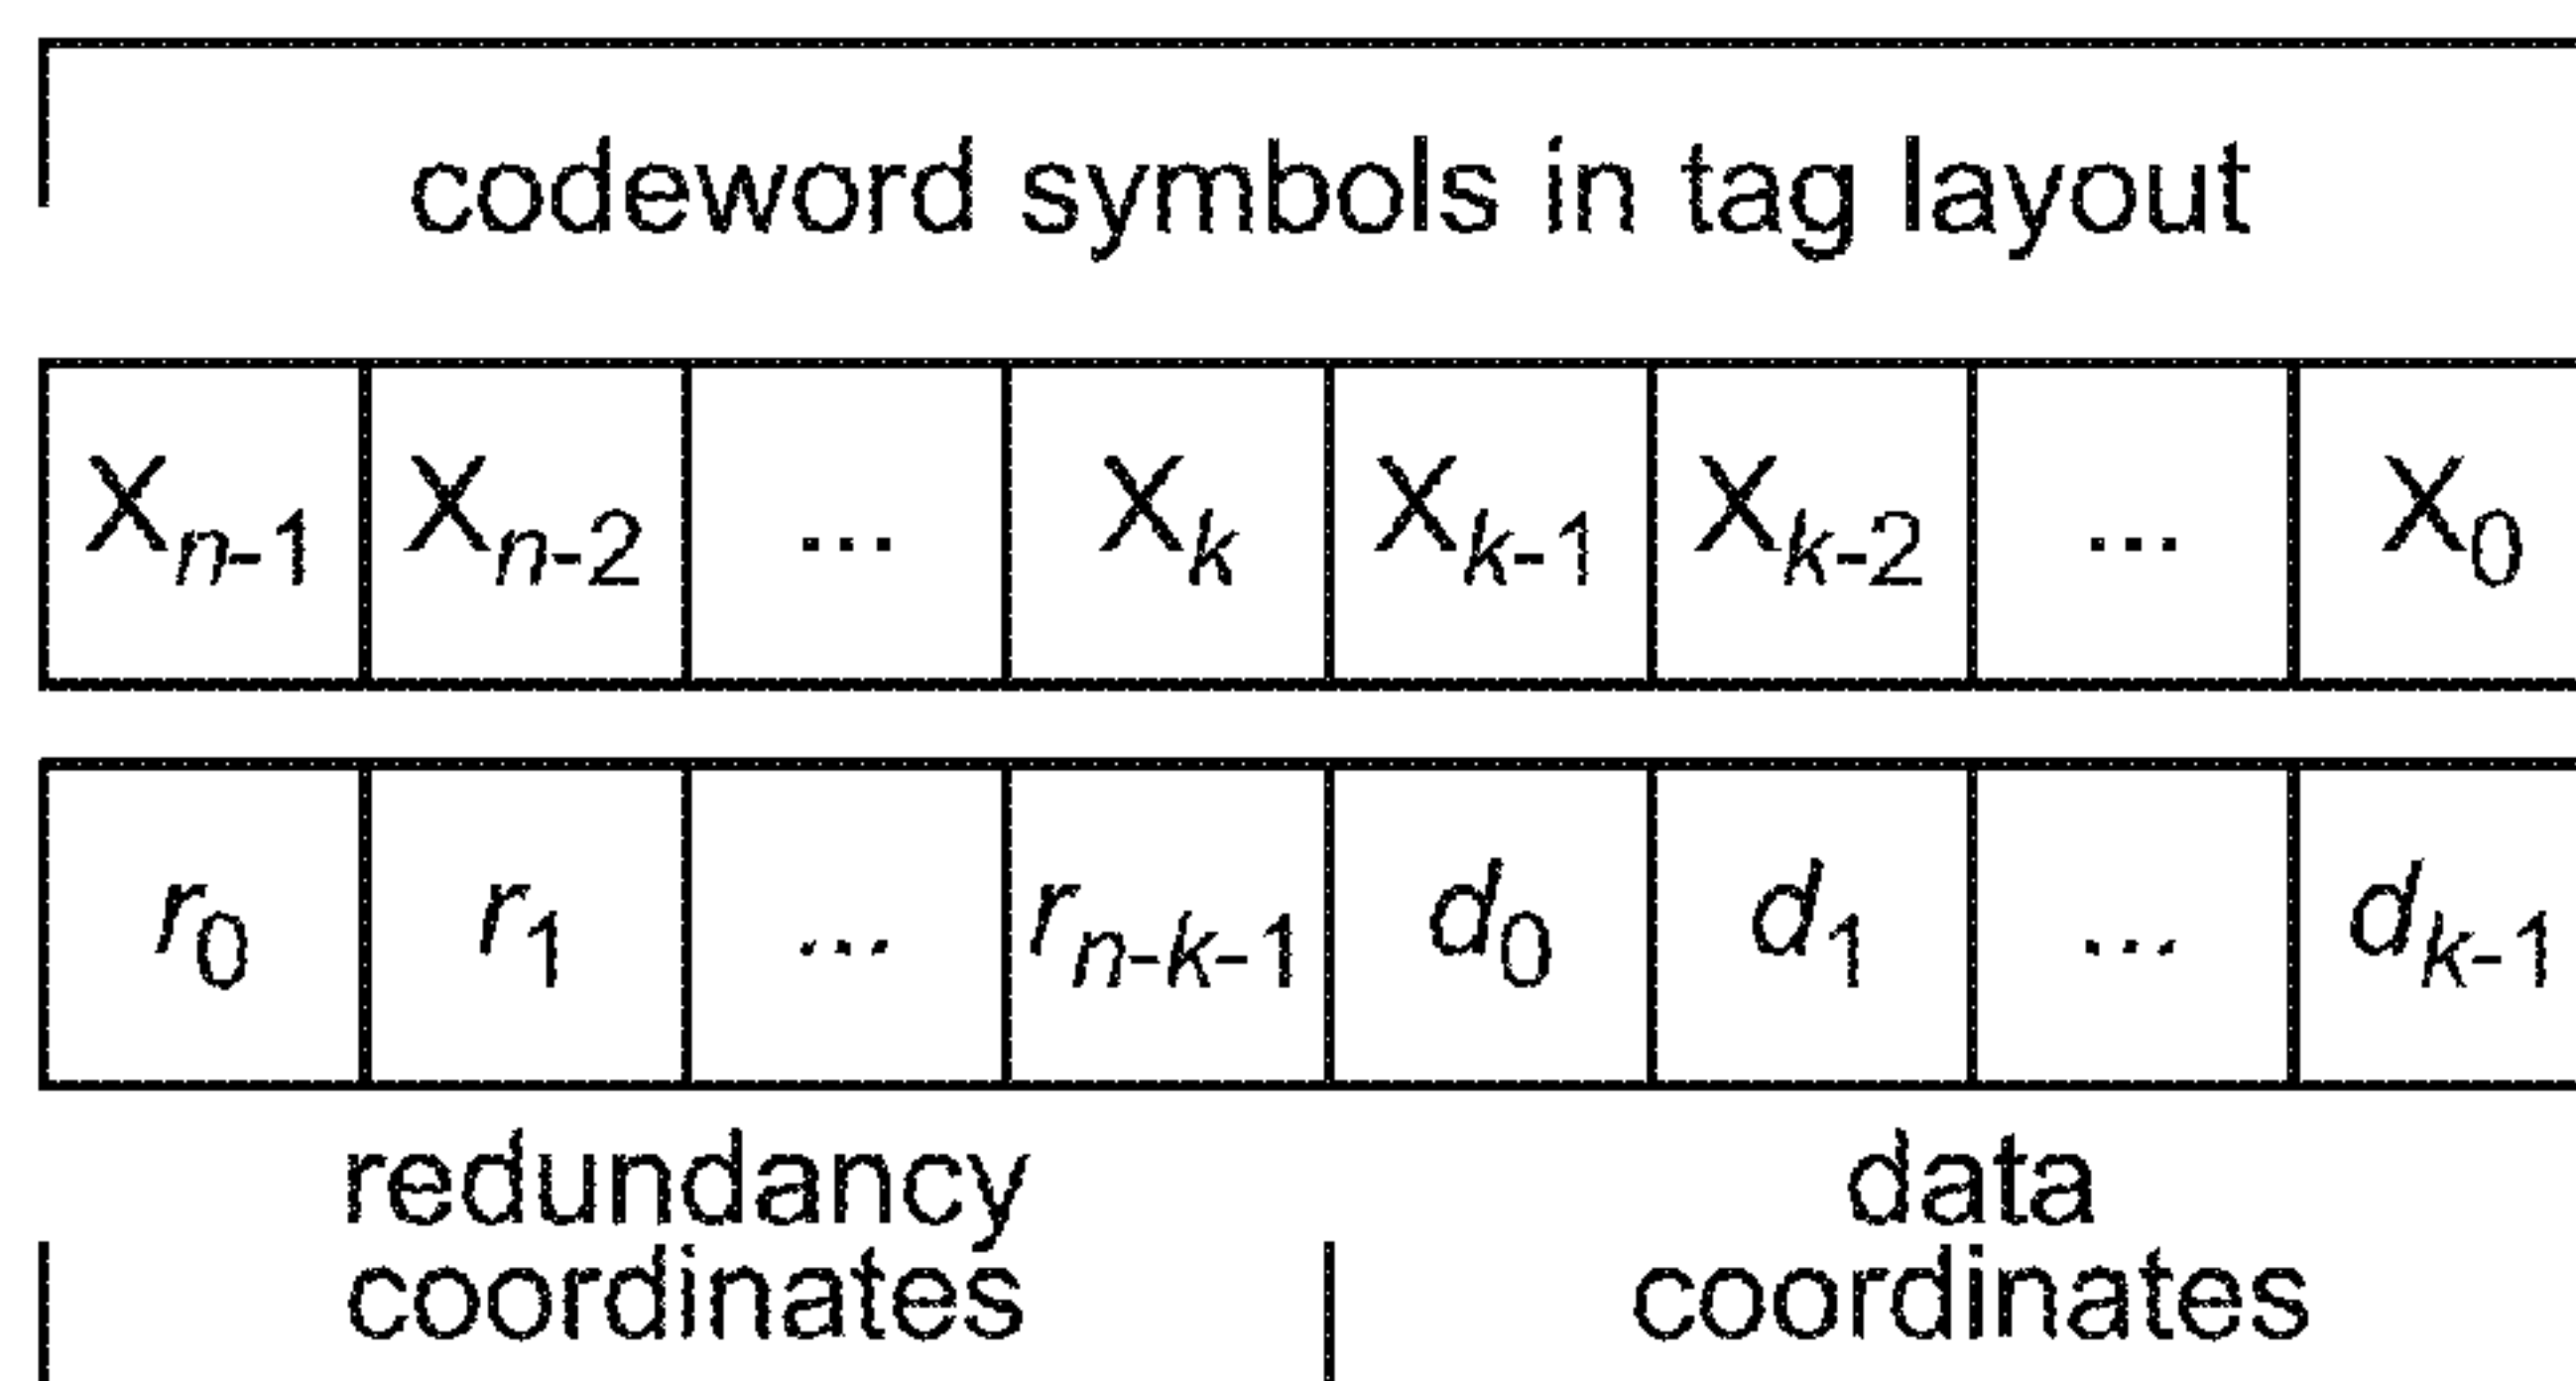 codeword symbols in tag layout
Xn-1 Xn-2 ... Xk Xk-1 Xk-2 ... X0
r0 r1 ... rn-k-1 d0 d1 ... dk-1
redundancy data
coordinates coordinates